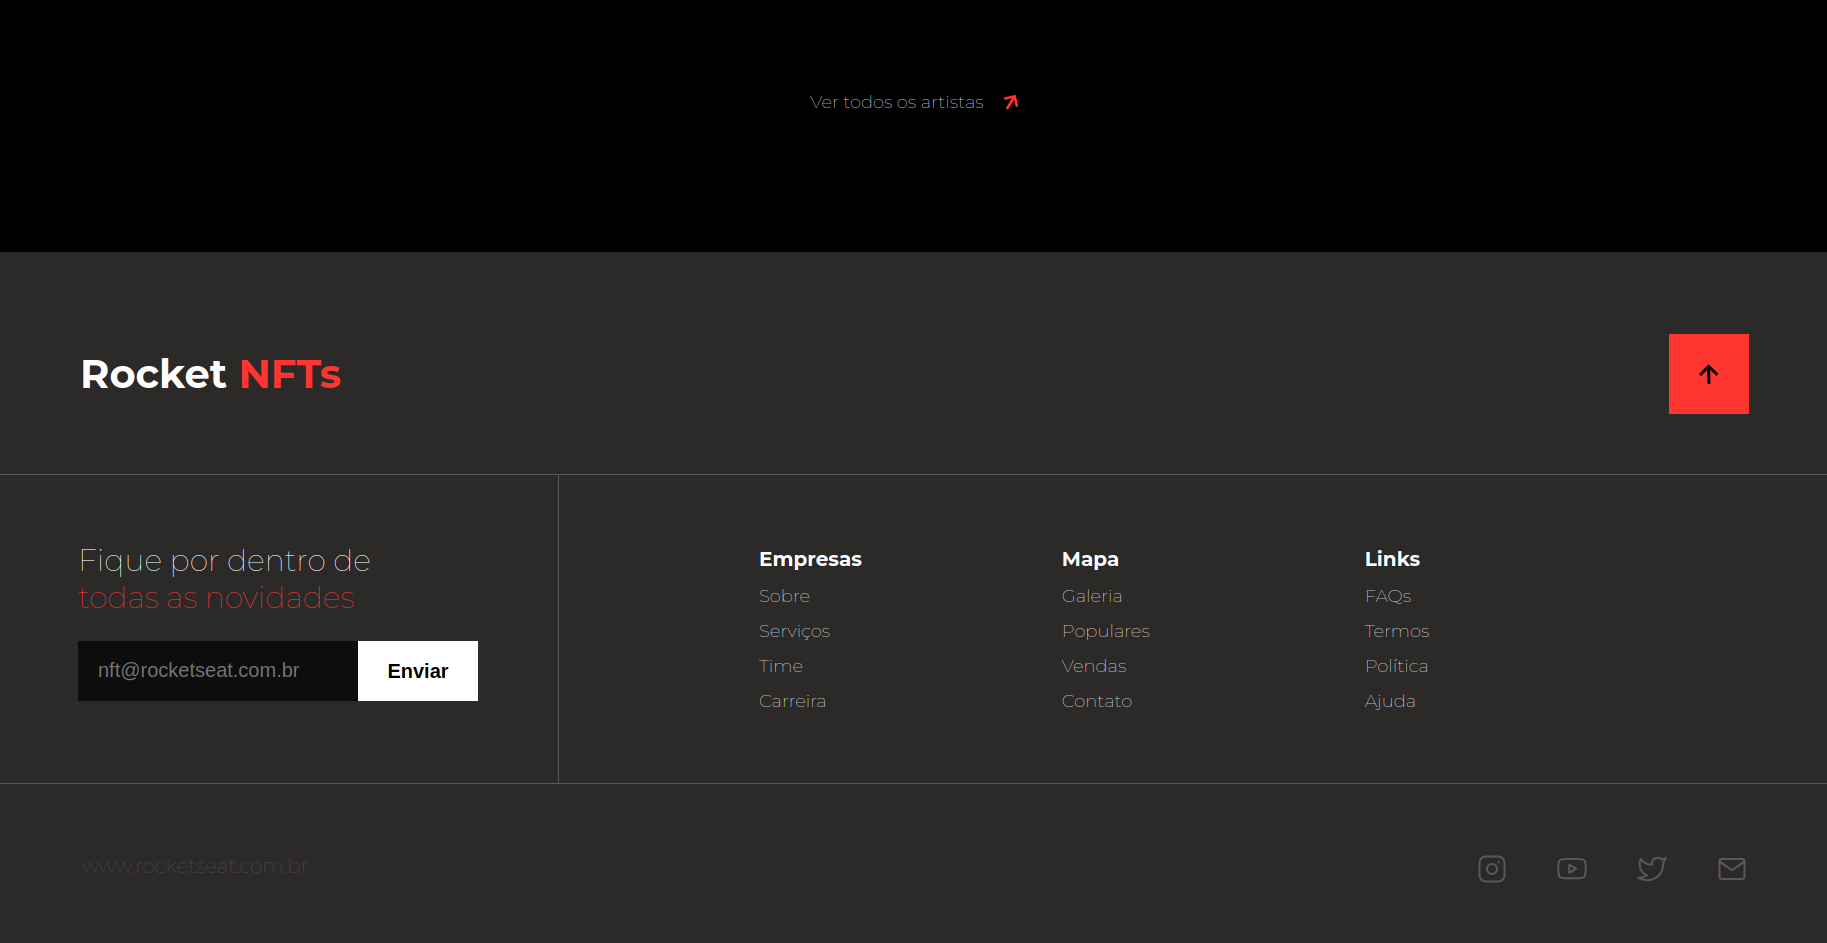 Ver todos os artistas
Rocket NFTs
Fique por dentro de
todas as novidades
nft@rocketseat.com.br
Enviar
Empresas
Sobre
Serviços
Time
Carreira
Mapa
Galeria
Populares
Vendas
Contato
Links
FAQs
Termos
Política
Ajuda
www.rocketseat.com.br